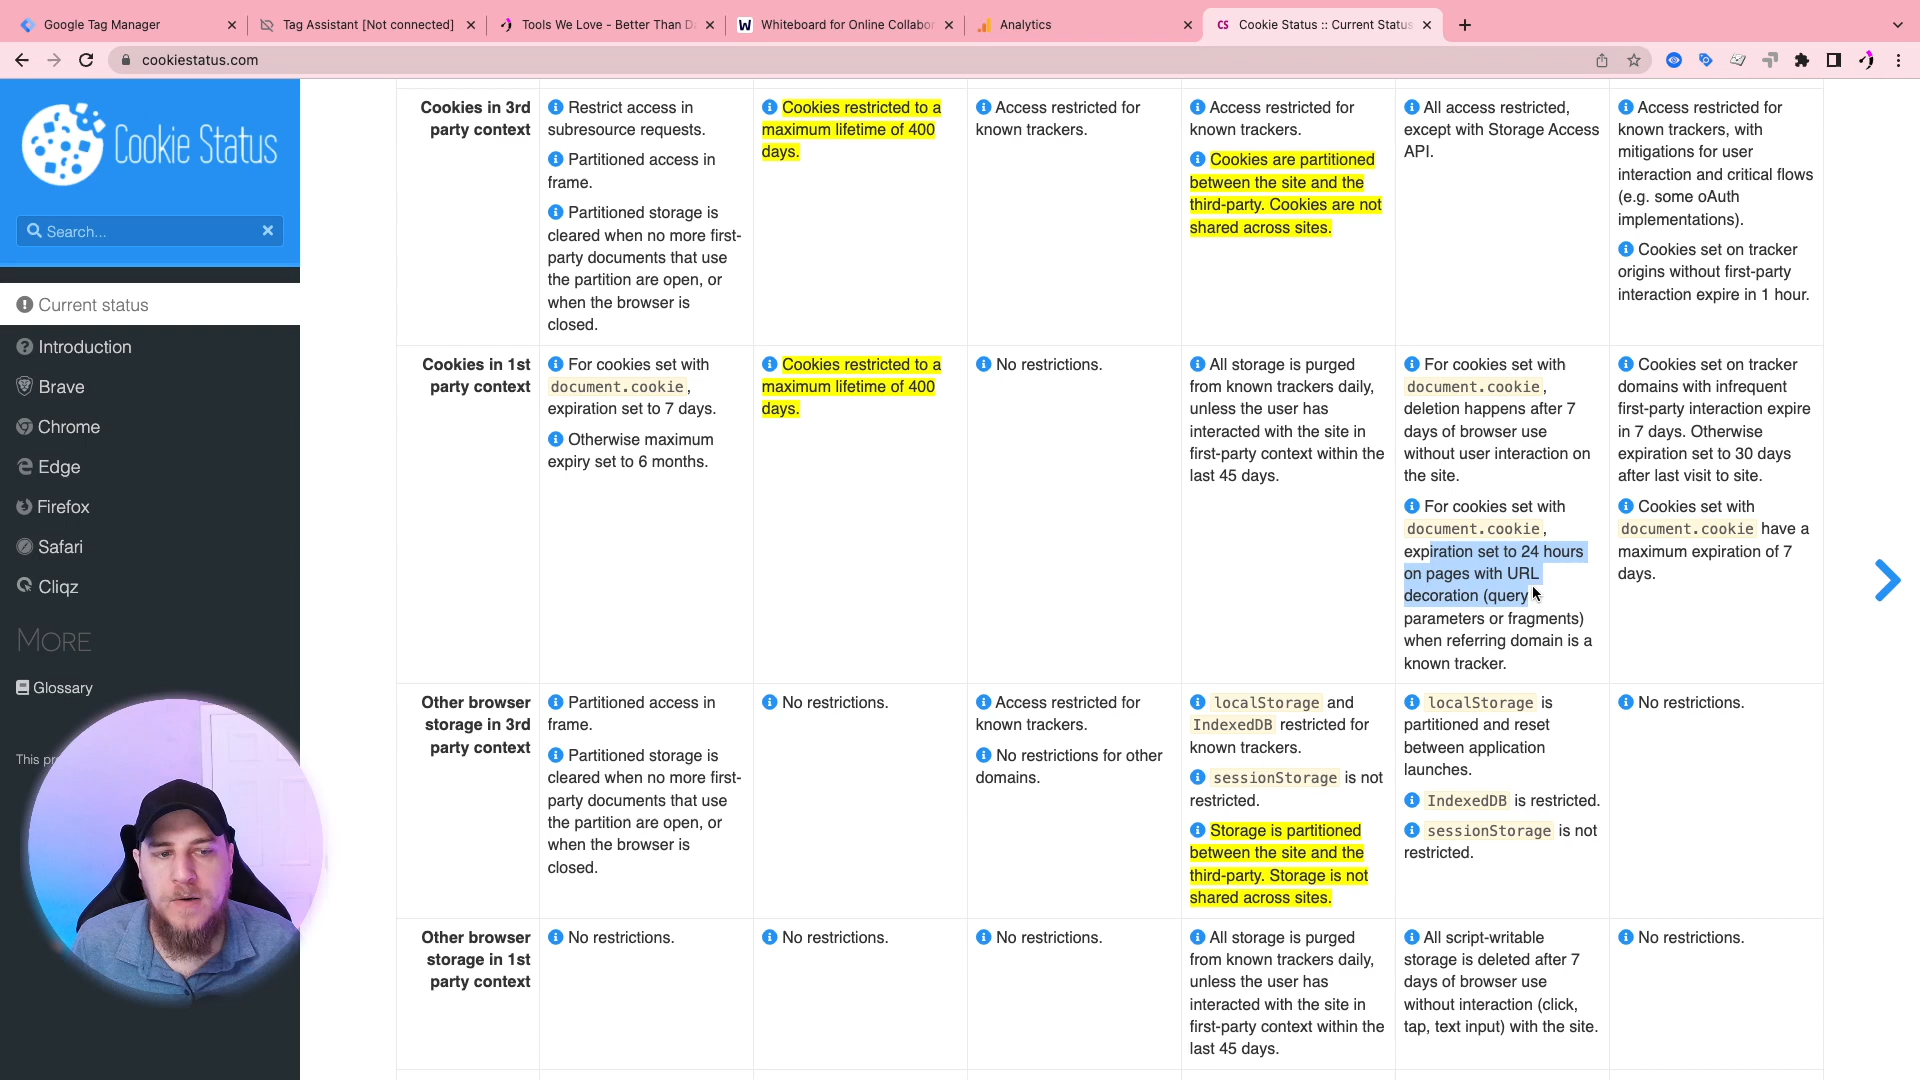 Google Tag Manager
Tag Assistant [Not connected]
Tools We Love - Better Than Da
Whiteboard for Online Collabor
Analytics
CS Cookie Status :: Current Status
cookiestatus.com
Cookie Status
Search...
Current status
Introduction
Brave
Chrome
Edge
Firefox
Safari
Cliqz
MORE
Glossary
This pr
Cookies in 3rd
party context
Restrict access in
subresource requests.
Partitioned access in
frame.
Partitioned storage is
cleared when no more first-
party documents that use
the partition are open, or
when the browser is
closed.
Cookies restricted to a
maximum lifetime of 400
days.
Access restricted for
known trackers.
Access restricted for
known trackers.
Cookies are partitioned
between the site and the
third-party. Cookies are not
shared across sites.
All access restricted,
except with Storage Access
API.
Access restricted for
known trackers, with
mitigations for user
interaction and critical flows
(e.g. some oAuth
implementations).
Cookies set on tracker
origins without first-party
interaction expire in 1 hour.
Cookies in 1st
party context
For cookies set with
document.cookie,
expiration set to 7 days.
Otherwise maximum
expiry set to 6 months.
Cookies restricted to a
maximum lifetime of 400
days.
No restrictions.
All storage is purged
from known trackers daily,
unless the user has
interacted with the site in
first-party context within the
last 45 days.
For cookies set with
document.cookie,
deletion happens after 7
days of browser use
without user interaction on
the site.
For cookies set with
document.cookie,
expiration set to 24 hours
on pages with URL
decoration (query
parameters or fragments)
when referring domain is a
known tracker.
Cookies set on tracker
domains with infrequent
first-party interaction expire
in 7 days. Otherwise
expiration set to 30 days
after last visit to site.
Cookies set with
document.cookie have a
maximum expiration of 7
days.
Other browser
storage in 3rd
party context
Partitioned access in
frame.
Partitioned storage is
cleared when no more first-
party documents that use
the partition are open, or
when the browser is
closed.
No restrictions.
Access restricted for
known trackers.
No restrictions for other
domains.
localStorage and
IndexedDB restricted for
known trackers.
sessionStorage is not
restricted.
Storage is partitioned
between the site and the
third-party. Storage is not
shared across sites.
localStorage is
partitioned and reset
between application
launches.
IndexedDB is restricted.
sessionStorage is not
restricted.
No restrictions.
Other browser
storage in 1st
party context
No restrictions.
No restrictions.
No restrictions.
All storage is purged
from known trackers daily,
unless the user has
interacted with the site in
first-party context within the
last 45 days.
All script-writable
storage is deleted after 7
days of browser use
without interaction (click,
tap, text input) with the site.
No restrictions.